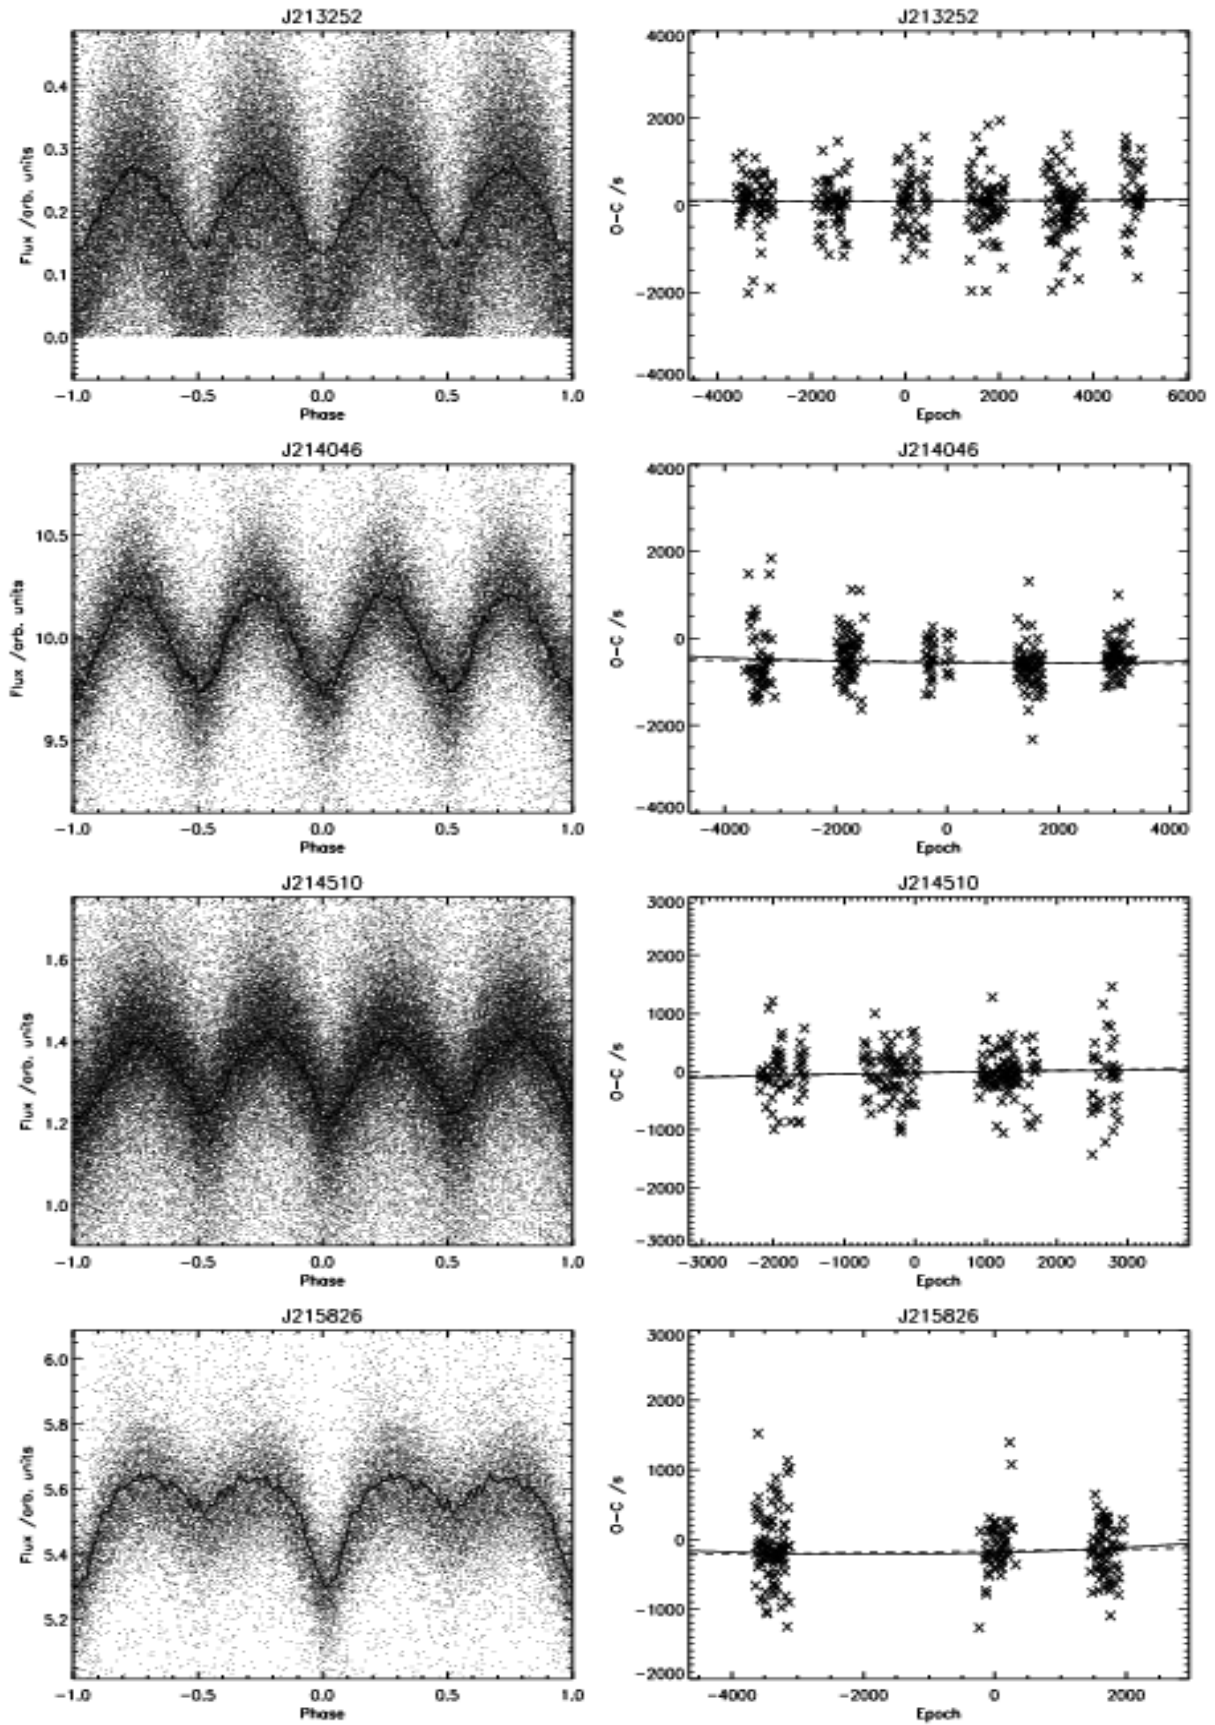 J213252
J213252
0.4
0.3
0.2
0.1
0.0
Flux /arb. units
-1.0 -0.5 0.0 0.5 1.0
Phase
4000
2000
0
-2000
-4000
O-C /s
-4000 -2000 0 2000 4000 6000
Epoch
J214046
J214046
10.5
10.0
9.5
Flux /arb. units
-1.0 -0.5 0.0 0.5 1.0
Phase
4000
2000
0
-2000
-4000
O-C /s
-4000 -2000 0 2000 4000
Epoch
J214510
J214510
1.6
1.4
1.2
1.0
Flux /arb. units
-1.0 -0.5 0.0 0.5 1.0
Phase
3000
2000
1000
0
-1000
-2000
-3000
O-C /s
-3000 -2000 -1000 0 1000 2000 3000
Epoch
J215826
J215826
6.0
5.8
5.6
5.4
5.2
Flux /arb. units
-1.0 -0.5 0.0 0.5 1.0
Phase
3000
2000
1000
0
-1000
-2000
O-C /s
-4000 -2000 0 2000
Epoch